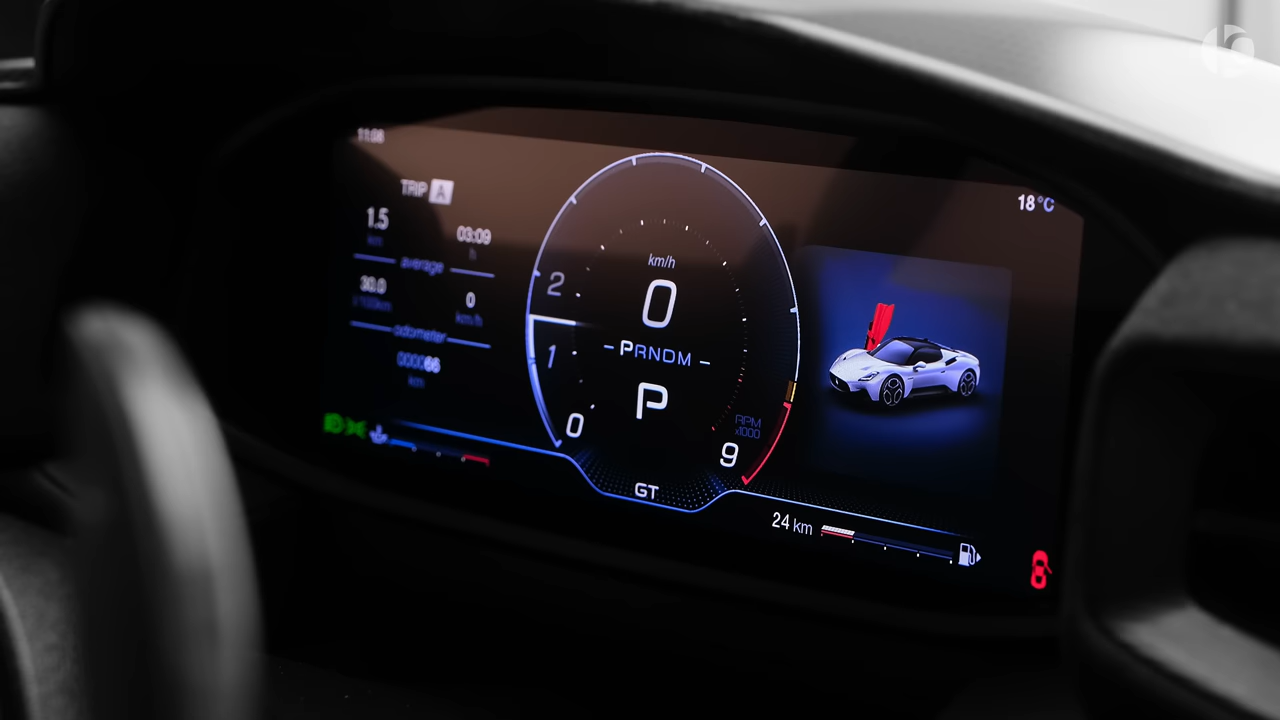 11:08
18°C
TRIP A
1.5
km
03:09
h
average
30.0
l/100km
0
km/h
odometer
000066
km
km/h
0
PRNDM
P
2
1
0
RPM
x1000
9
GT
24 km